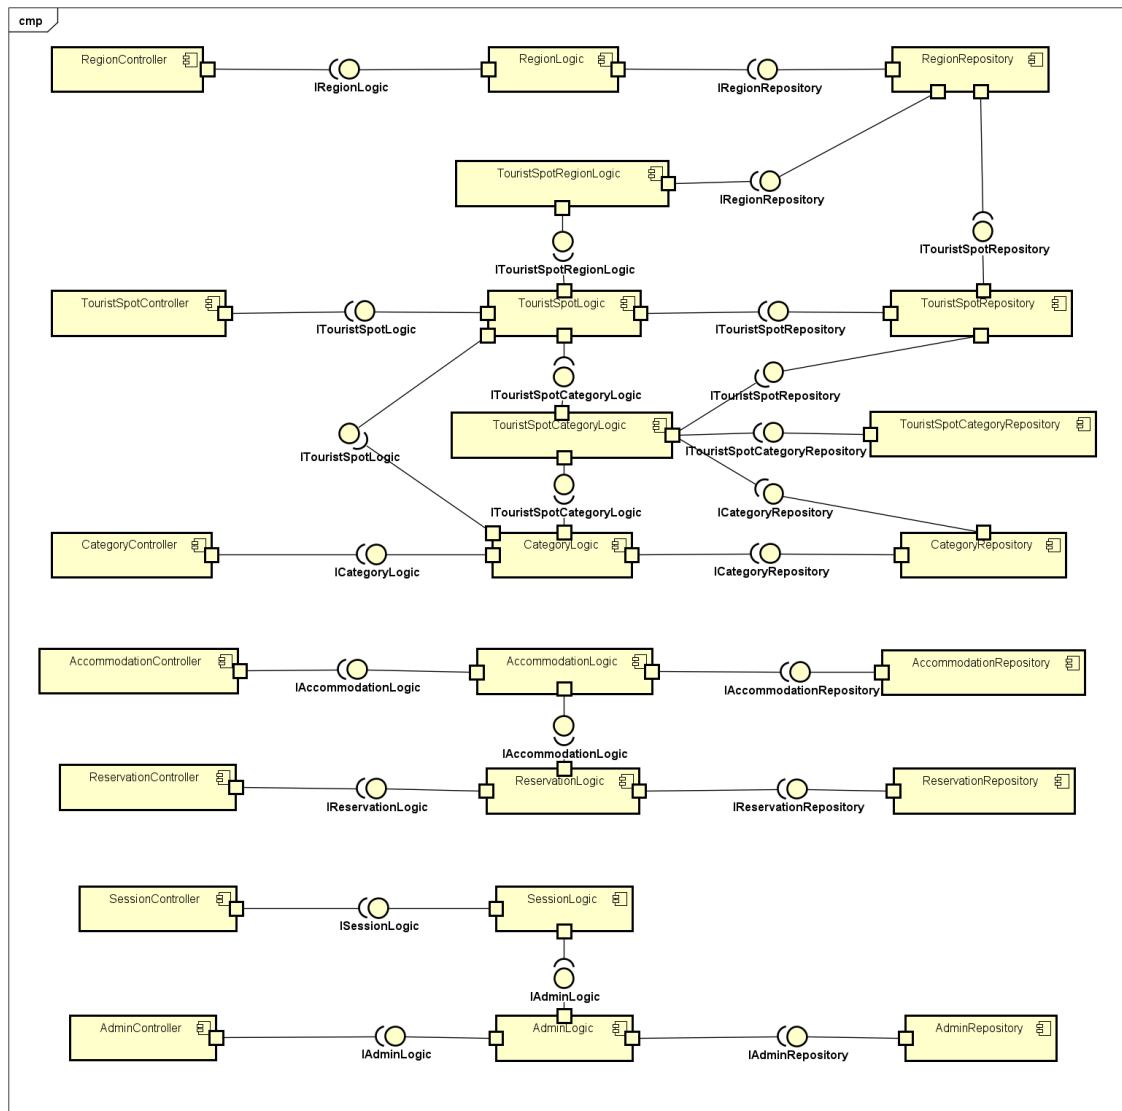 cmp
RegionController
RegionLogic
RegionRepository
IRegionLogic
IRegionRepository
TouristSpotRegionLogic
IRegionRepository
ITouristSpotRepository
ITouristSpotRegionLogic
TouristSpotController
TouristSpotLogic
TouristSpotRepository
ITouristSpotLogic
ITouristSpotRepository
ITouristSpotCategoryLogic
ITouristSpotRepository
TouristSpotCategoryLogic
TouristSpotCategoryRepository
ITouristSpotLogic
ITouristSpotCategoryRepository
ITouristSpotCategoryLogic
ICategoryRepository
CategoryController
CategoryLogic
CategoryRepository
ICategoryLogic
ICategoryRepository
AccommodationController
AccommodationLogic
AccommodationRepository
IAccommodationLogic
IAccommodationRepository
IAccommodationLogic
ReservationController
ReservationLogic
ReservationRepository
IReservationLogic
IReservationRepository
SessionController
SessionLogic
ISessionLogic
IAdminLogic
AdminController
AdminLogic
AdminRepository
IAdminLogic
IAdminRepository